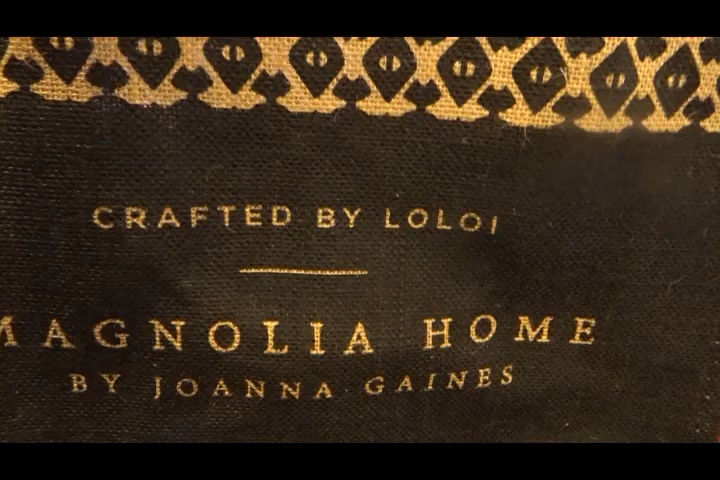 CRAFTED BY LOLOI
MAGNOLIA HOME
BY JOANNA GAINES